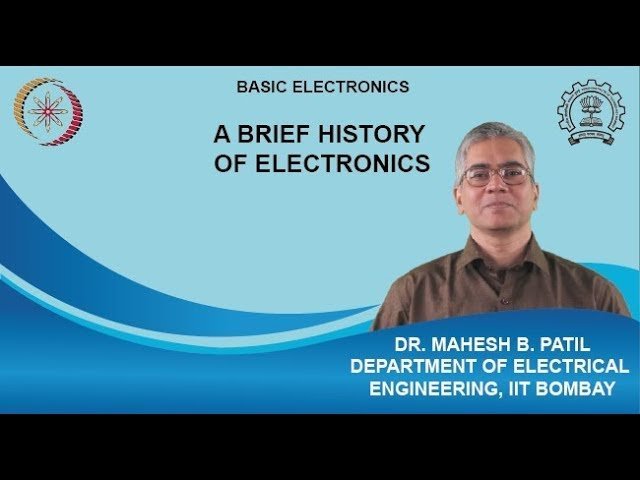 BASIC ELECTRONICS
A BRIEF HISTORY
OF ELECTRONICS
DR. MAHESH B. PATIL
DEPARTMENT OF ELECTRICAL
ENGINEERING, IIT BOMBAY